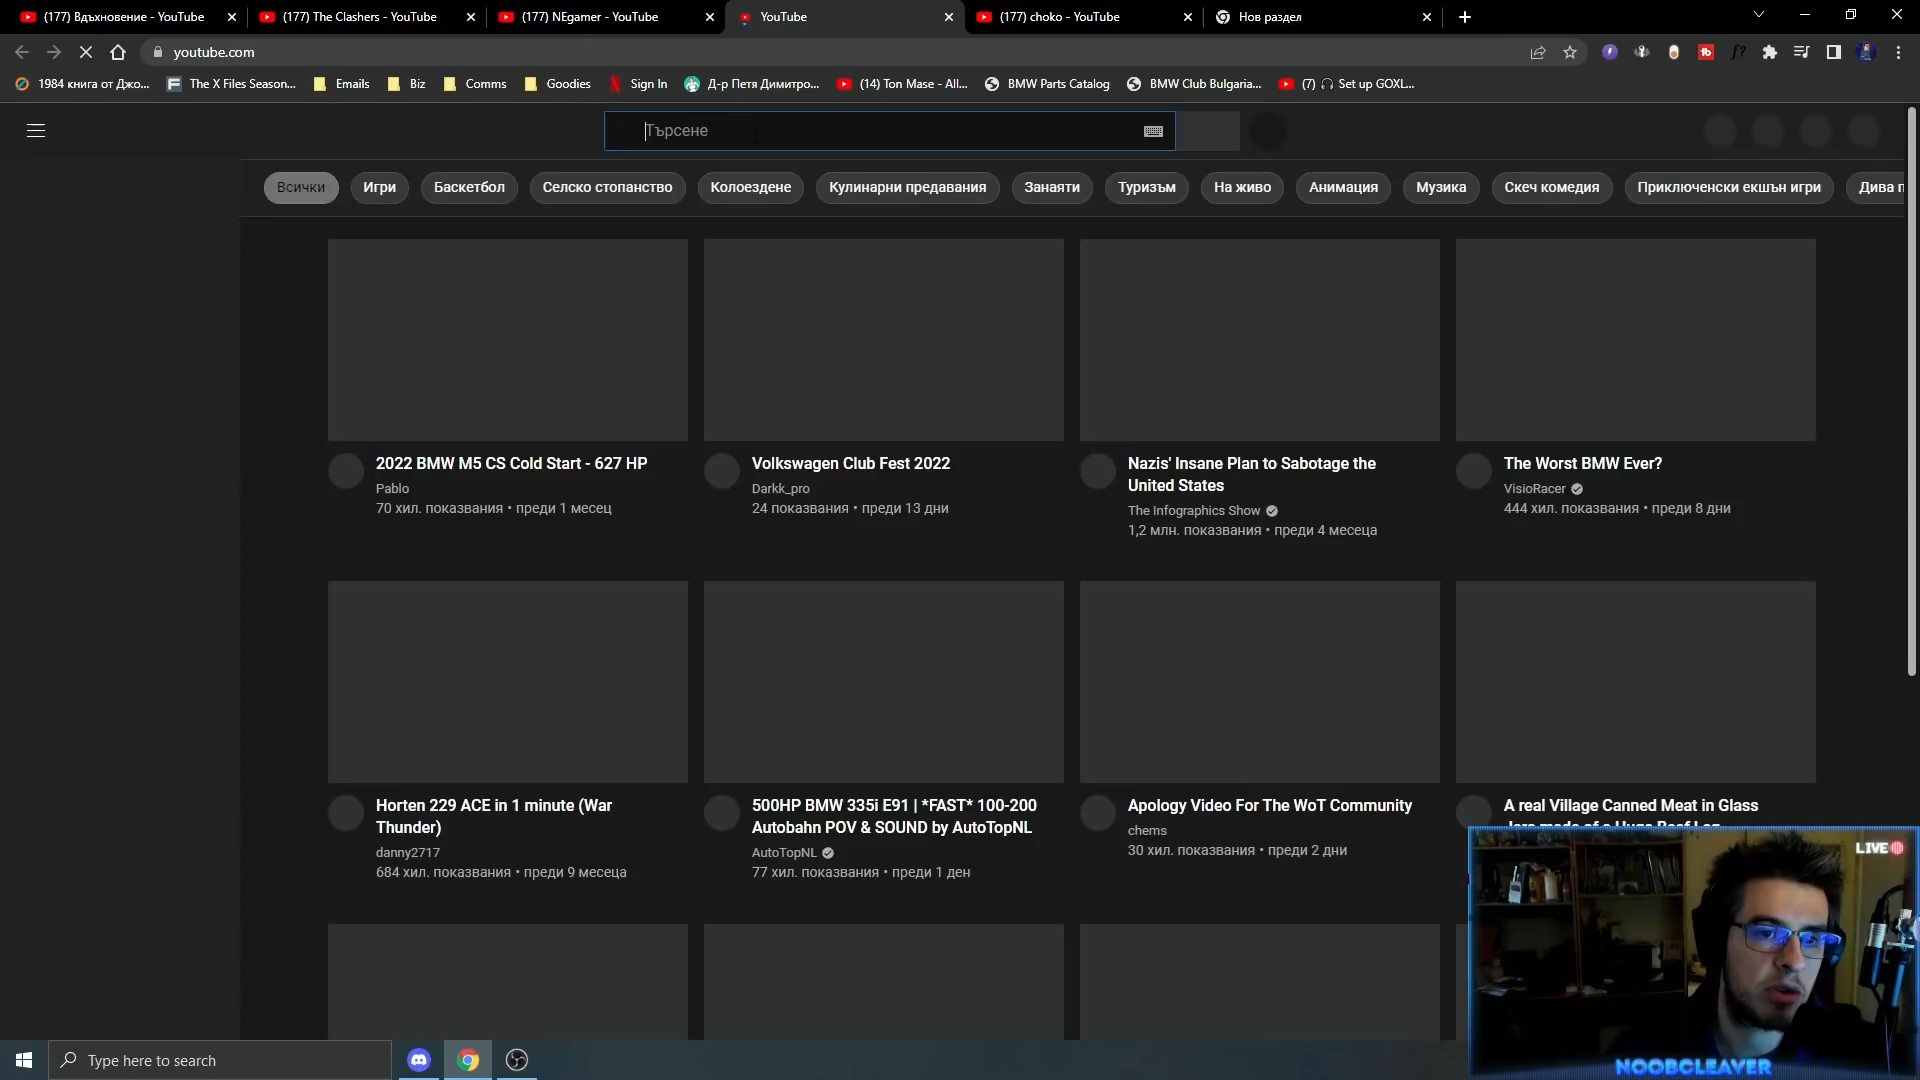 (177) Вдъхновение - YouTube
(177) The Clashers - YouTube
(177) NEgamer - YouTube
YouTube
(177) choko - YouTube
Нов раздел
youtube.com
1984 книга от Джо...
The X Files Season...
Emails
Biz
Comms
Goodies
Sign In
Д-р Петя Димитро...
(14) Ton Mase - All...
BMW Parts Catalog
BMW Club Bulgaria...
(7) 🎧 Set up GOXL...
Търсене
Всички
Игри
Баскетбол
Селско стопанство
Колоездене
Кулинарни предавания
Занаяти
Туризъм
На живо
Анимация
Музика
Скеч комедия
Приключенски екшън игри
Дива п
2022 BMW M5 CS Cold Start - 627 HP
Pablo
70 хил. показвания • преди 1 месец
Volkswagen Club Fest 2022
Darkk_pro
24 показвания • преди 13 дни
Nazis' Insane Plan to Sabotage the
United States
The Infographics Show
1,2 млн. показвания • преди 4 месеца
The Worst BMW Ever?
VisioRacer
444 хил. показвания • преди 8 дни
Horten 229 ACE in 1 minute (War
Thunder)
danny2717
684 хил. показвания • преди 9 месеца
500HP BMW 335i E91 | *FAST* 100-200
Autobahn POV & SOUND by AutoTopNL
AutoTopNL
77 хил. показвания • преди 1 ден
Apology Video For The WoT Community
chems
30 хил. показвания • преди 2 дни
A real Village Canned Meat in Glass
Jars made of a Huge Beef Leg
LIVE
NOOBCLEAVER
Type here to search